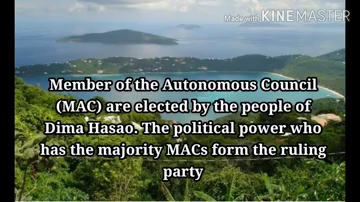 Made with KINEMASTER
Member of the Autonomous Council
(MAC) are elected by the people of
Dima Hasao. The political power who
has the majority MACs form the ruling
party